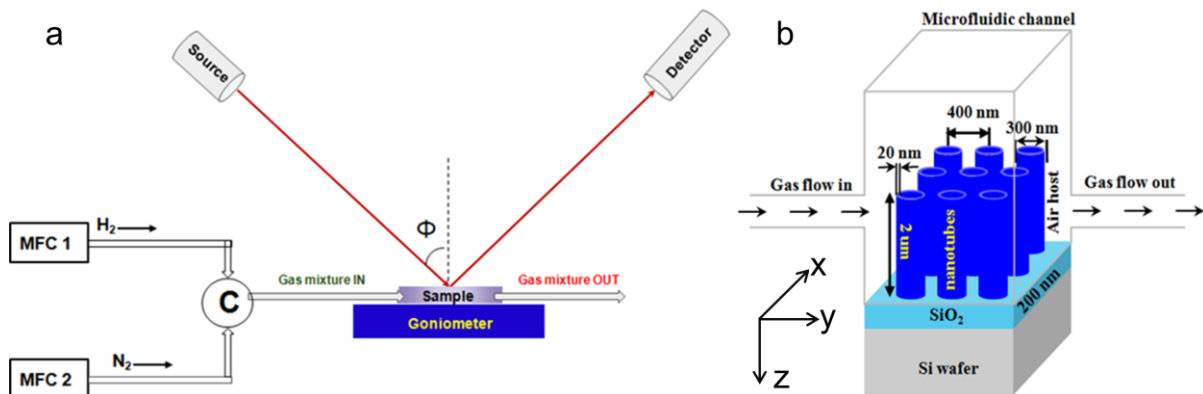 a
Source
Detector
Φ
H₂
MFC 1
C
Gas mixture IN
Sample
Gas mixture OUT
Goniometer
N₂
MFC 2
b
Microfluidic channel
400 nm
300 nm
20 nm
Gas flow in
Gas flow out
Air host
2 um
nanotubes
x
y
z
200 nm
SiO₂
Si wafer